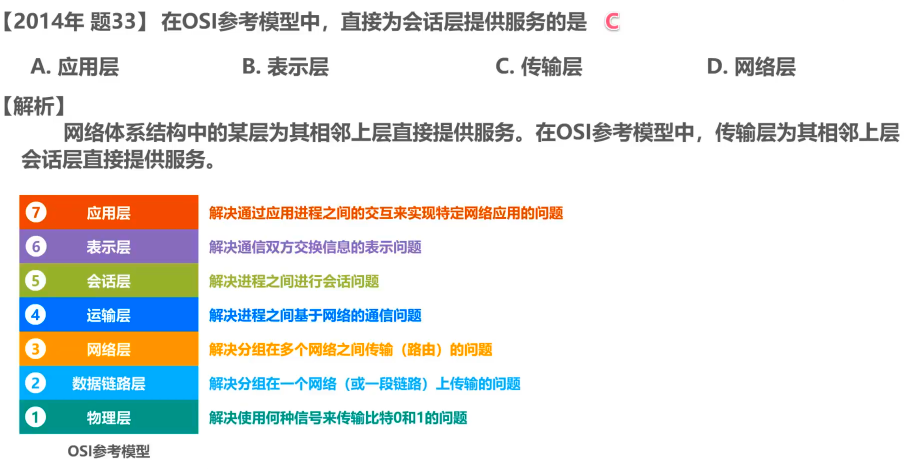 【2014年 题33】 在OSI参考模型中，直接为会话层提供服务的是 C
A. 应用层 B. 表示层 C. 传输层 D. 网络层
【解析】
网络体系结构中的某层为其相邻上层直接提供服务。在OSI参考模型中，传输层为其相邻上层
会话层直接提供服务。
7 应用层 解决通过应用进程之间的交互来实现特定网络应用的问题
6 表示层 解决通信双方交换信息的表示问题
5 会话层 解决进程之间进行会话问题
4 运输层 解决进程之间基于网络的通信问题
3 网络层 解决分组在多个网络之间传输（路由）的问题
2 数据链路层 解决分组在一个网络（或一段链路）上传输的问题
1 物理层 解决使用何种信号来传输比特0和1的问题
OSI参考模型